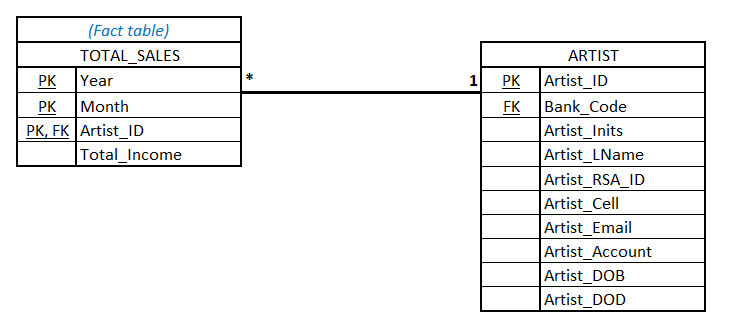 (Fact table)
TOTAL_SALES
PK Year
PK Month
PK, FK Artist_ID
Total_Income
* 1
ARTIST
PK Artist_ID
FK Bank_Code
Artist_Inits
Artist_LName
Artist_RSA_ID
Artist_Cell
Artist_Email
Artist_Account
Artist_DOB
Artist_DOD